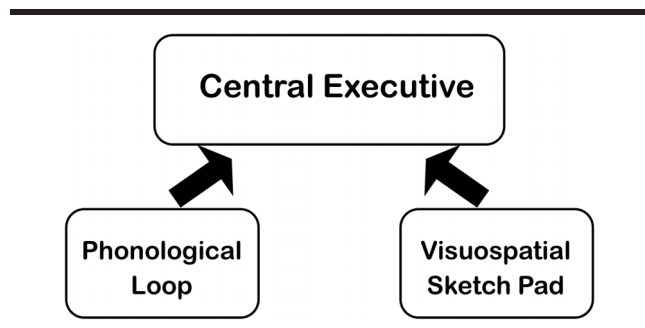 Central Executive
Phonological
Loop
Visuospatial
Sketch Pad